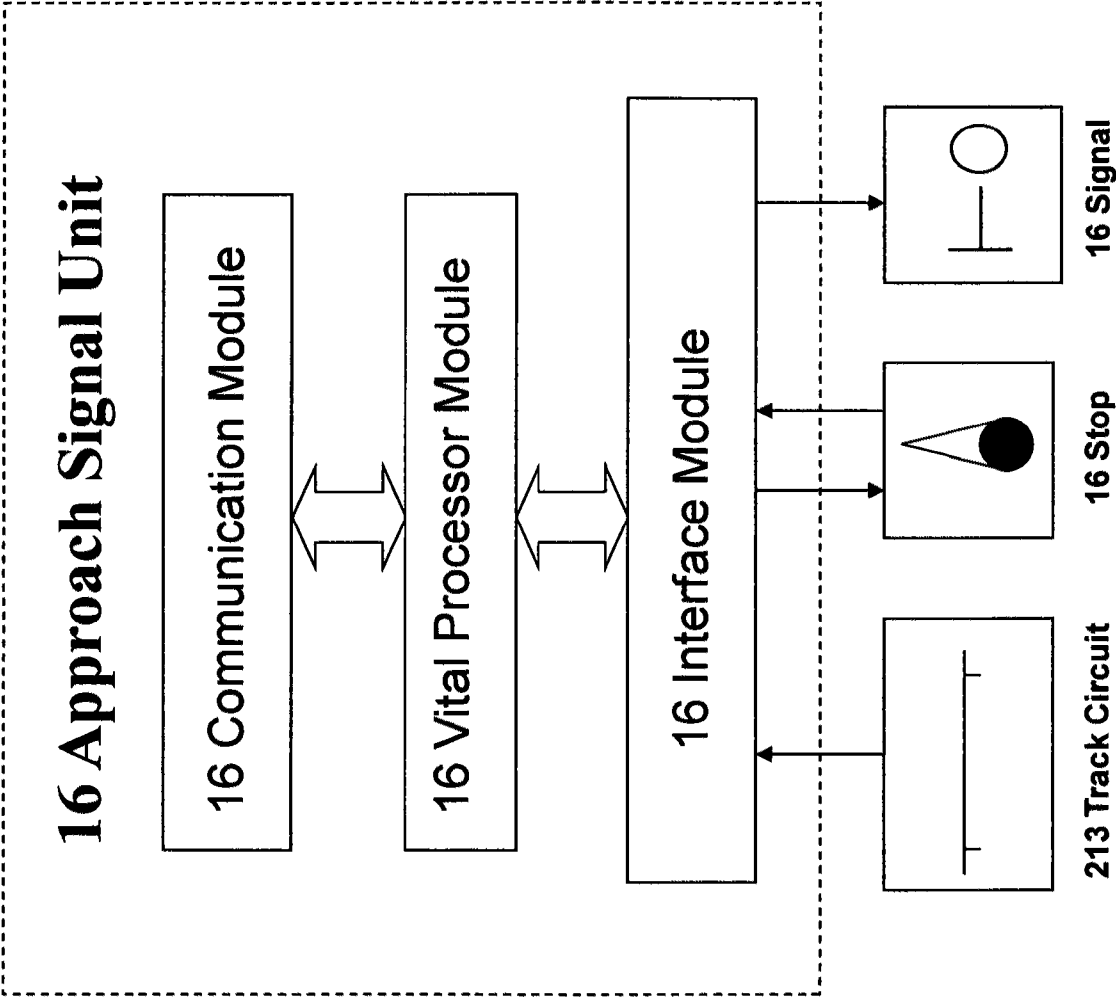 16 Approach Signal Unit
16 Communication Module
16 Vital Processor Module
16 Interface Module
213 Track Circuit
16 Stop
16 Signal